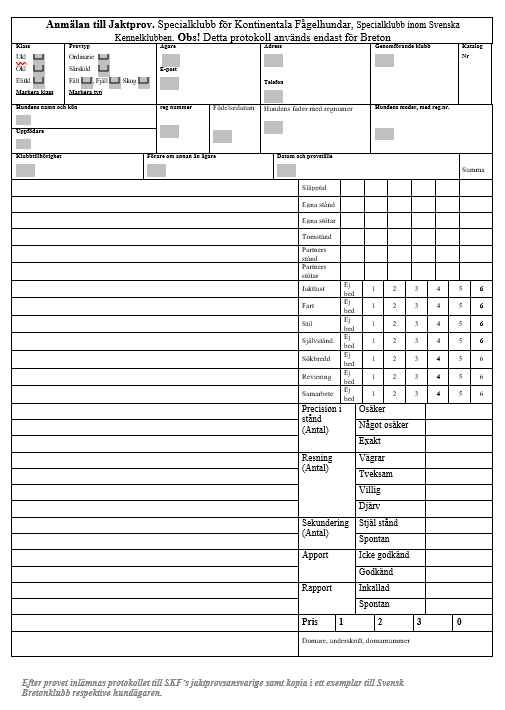 Anmälan till Jaktprov. Specialklubb för Kontinentala Fågelhundar, Specialklubb inom Svenska
Kennelklubben. Obs! Detta protokoll används endast för Breton
Klass Provtyp Ägare Adress Genomförande klubb Katalog
Nr
Ukl Ordinarie
Ökl Särskild E-post
Elitkl Fält , Fjäll Skog Telefon
Markera klass Markera typ
Hundens namn och kön reg nummer Födelsedatum Hundens fader med regnamer Hundens moder, med reg.nr.
Uppfödare
Klubbtillhörighet Förare om annan än ägare Datum och provställe Summa
Släpptid
Egna stånd
Egna stötar
Tomstånd
Partners
stånd
Partners
stötar
Jaktlust Ej bed 1 2 3 4 5 6
Fart Ej bed 1 2 3 4 5 6
Stil Ej bed 1 2 3 4 5 6
Självständ. Ej bed 1 2 3 4 5 6
Sökbredd Ej bed 1 2 3 4 5 6
Reviering Ej bed 1 2 3 4 5 6
Samarbete Ej bed 1 2 3 4 5 6
Precision i Osäker
stånd Något osäker
(Antal) Exakt
Resning Vägrar
(Antal) Tveksam
Villig
Djärv
Sekundering Stjäl stånd
(Antal) Spontan
Apport Icke godkänd
Godkänd
Rapport Inkallad
Spontan
Pris 1 2 3 0
Domare, underskrift, domarnummer
Efter provet inlämnas protokollet till SKF's jaktprovsansvarige samt kopia i ett exemplar till Svensk
Bretonklubb respektive hundägaren.